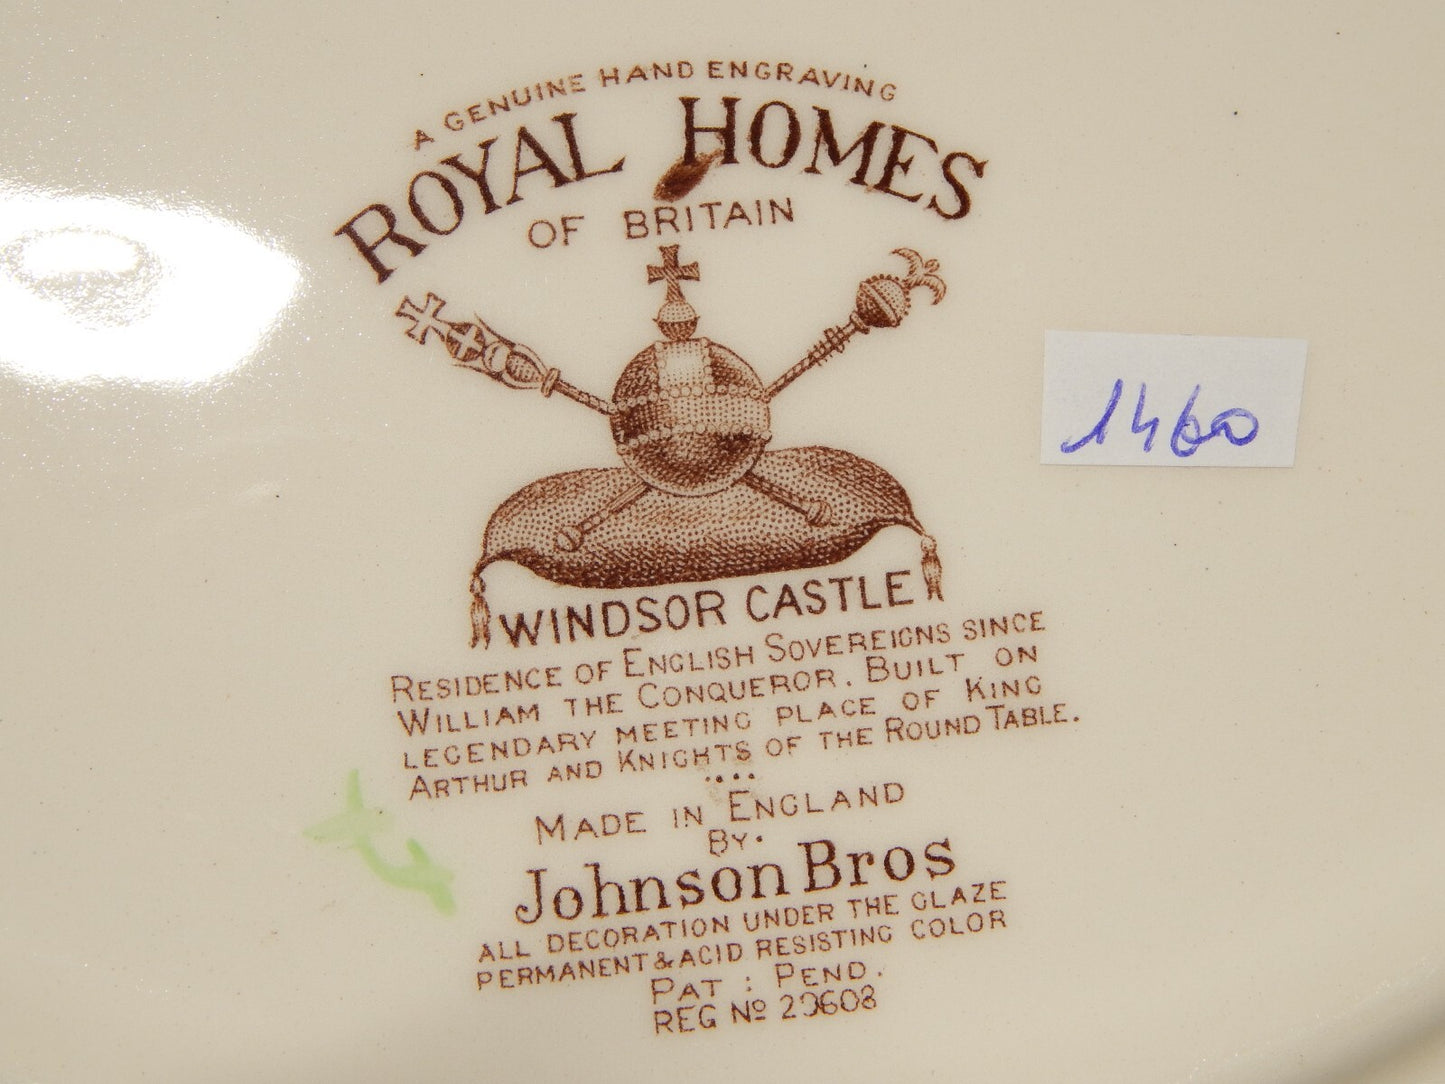 A GENUINE HAND ENGRAVING
ROYAL HOMES
OF BRITAIN
WINDSOR CASTLE
RESIDENCE OF ENGLISH SOVEREIGNS SINCE
WILLIAM THE CONQUEROR. BUILT ON
LEGENDARY MEETING PLACE OF KING
ARTHUR AND KNIGHTS OF THE ROUND TABLE.
....
MADE IN ENGLAND
BY.
Johnson Bros
ALL DECORATION UNDER THE GLAZE
PERMANENT & ACID RESISTING COLOR
PAT : PEND.
REG Nº
1460